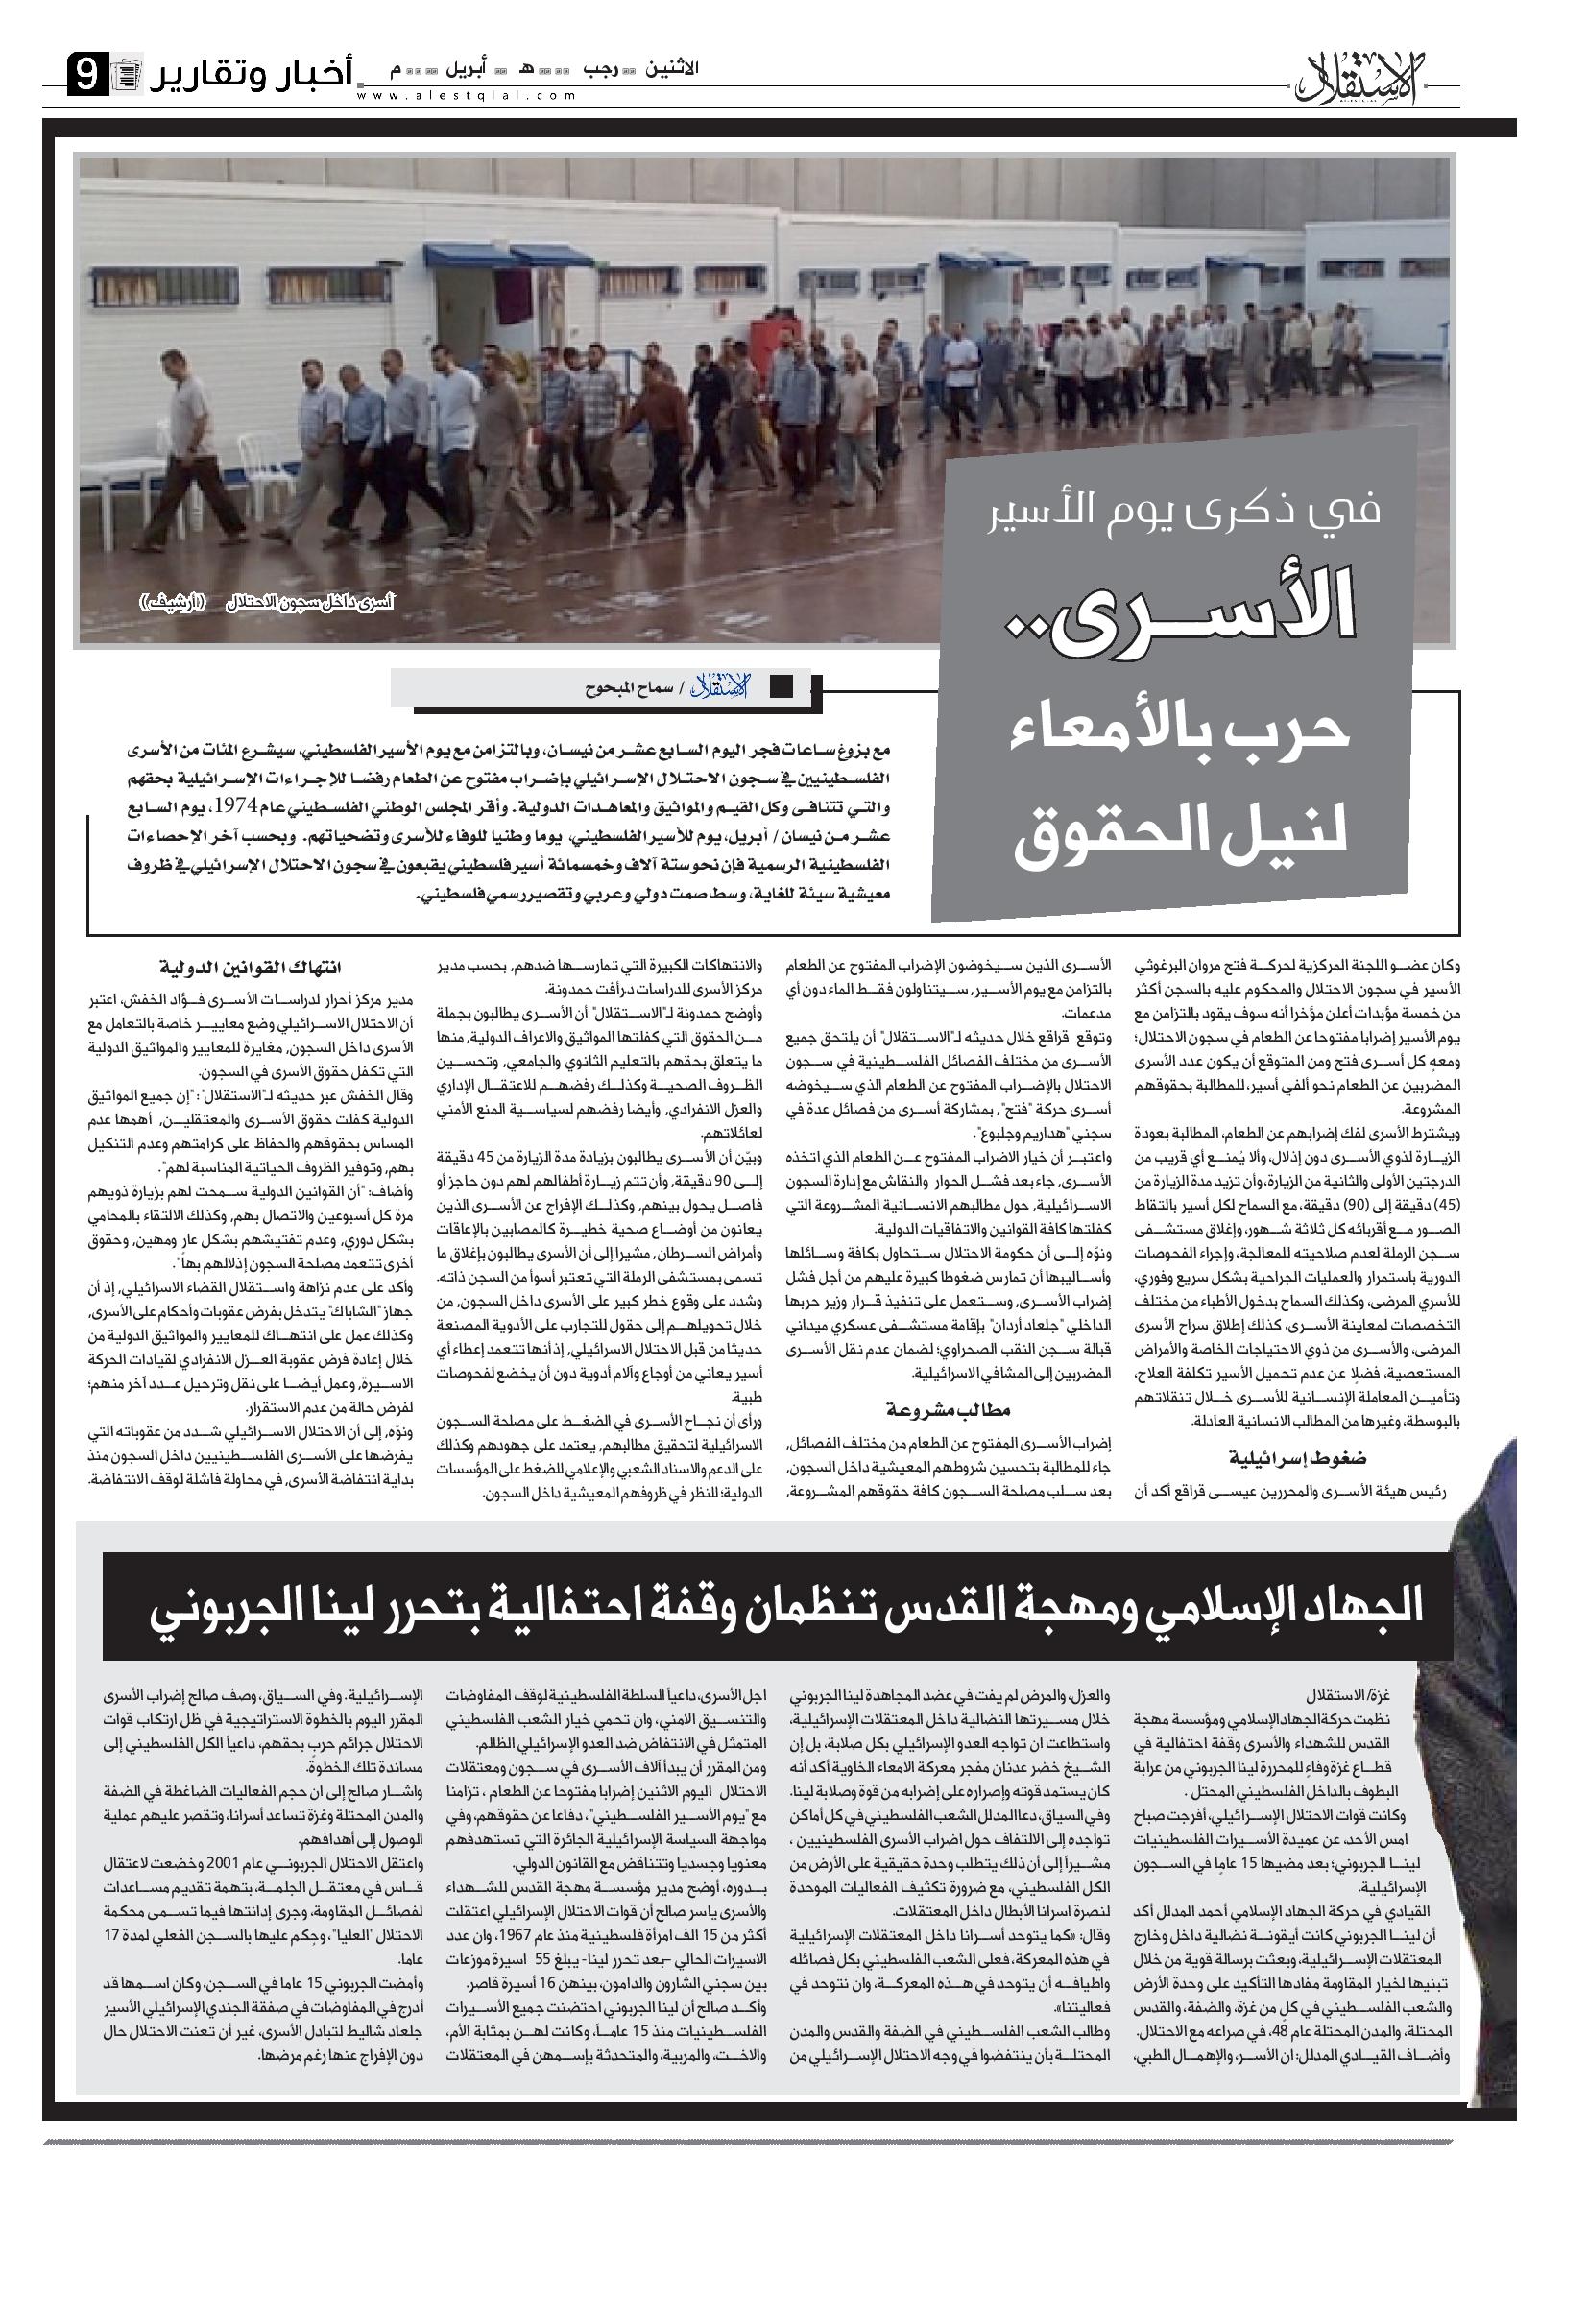 الاستقلال
الاثنين رجب هـ أبريل م
www.alestqlal.com
أخبار وتقارير
9
أسرى داخل سجون الاحتلال (أرشيف)
في ذكرى يوم الأسير
الأسرى..
حرب بالأمعاء
لنيل الحقوق
الاستقلال / سماح المبحوح
مع بزوغ ساعات فجر اليوم السابع عشر من نيسان، وبالتزامن مع يوم الأسير الفلسطيني، سيشرع المئات من الأسرى
الفلسطينيين في سجون الاحتلال الإسرائيلي بإضراب مفتوح عن الطعام رفضا للإجراءات الإسرائيلية بحقهم
والتي تتنافى وكل القيم والمواثيق والمعاهدات الدولية. وأقر المجلس الوطني الفلسطيني عام 1974، يوم السابع
عشر من نيسان / أبريل، يوم للأسير الفلسطيني، يوما وطنيا للوفاء للأسرى وتضحياتهم. وبحسب آخر الإحصاءات
الفلسطينية الرسمية فإن نحو ستة آلاف وخمسمائة أسير فلسطيني يقبعون في سجون الاحتلال الإسرائيلي في ظروف
معيشية سيئة للغاية، وسط صمت دولي وعربي وتقصير رسمي فلسطيني.
وكان عضو اللجنة المركزية لحركة فتح مروان البرغوثي
الأسير في سجون الاحتلال والمحكوم عليه بالسجن أكثر
من خمسة مؤبدات أعلن مؤخرا أنه سوف يقود بالتزامن مع
يوم الأسير إضرابا مفتوحا عن الطعام في سجون الاحتلال؛
ومعه كل أسرى فتح ومن المتوقع أن يكون عدد الأسرى
المضربين عن الطعام نحو ألفي أسير، للمطالبة بحقوقهم
المشروعة.
ويشترط الأسرى لفك إضرابهم عن الطعام، المطالبة بعودة
الزيارة لذوي الأسرى دون إذلال، وألا يُمنع أي قريب من
الدرجتين الأولى والثانية من الزيارة، وأن تزيد مدة الزيارة من
(45) دقيقة إلى (90) دقيقة، مع السماح لكل أسير بالتقاط
الصور مع أقربائه كل ثلاثة شهور، وإغلاق مستشفى
سجن الرملة لعدم صلاحيته للمعالجة، وإجراء الفحوصات
الدورية باستمرار والعمليات الجراحية بشكل سريع وفوري،
للأسري المرضى، وكذلك السماح بدخول الأطباء من مختلف
التخصصات لمعاينة الأسرى، كذلك إطلاق سراح الأسرى
المرضى، والأسرى من ذوي الاحتياجات الخاصة والأمراض
المستعصية، فضلا عن عدم تحميل الأسير تكلفة العلاج،
وتأمين المعاملة الإنسانية للأسرى خلال تنقلاتهم
بالبوسطة، وغيرها من المطالب الانسانية العادلة.
ضغوط إسرائيلية
رئيس هيئة الأسرى والمحررين عيسى قراقع أكد أن
الأسرى الذين سيخوضون الإضراب المفتوح عن الطعام
بالتزامن مع يوم الأسير, سيتناولون فقط الماء دون أي
مدعمات.
وتوقع قراقع خلال حديثه لـ"الاستقلال" أن يلتحق جميع
الأسرى من مختلف الفصائل الفلسطينية في سجون
الاحتلال بالإضراب المفتوح عن الطعام الذي سيخوضه
أسرى حركة "فتح", بمشاركة أسرى من فصائل عدة في
سجني "هداريم وجلبوع".
واعتبر أن خيار الاضراب المفتوح عن الطعام الذي اتخذه
الأسرى, جاء بعد فشل الحوار والنقاش مع إدارة السجون
الاسرائيلية, حول مطالبهم الانسانية المشروعة التي
كفلتها كافة القوانين والاتفاقيات الدولية.
ونوّه إلى أن حكومة الاحتلال ستحاول بكافة وسائلها
وأساليبها أن تمارس ضغوطا كبيرة عليهم من أجل فشل
إضراب الأسرى, وستعمل على تنفيذ قرار وزير حربها
الداخلي "جلعاد أردان" بإقامة مستشفى عسكري ميداني
قبالة سجن النقب الصحراوي؛ لضمان عدم نقل الأسرى
المضربين إلى المشافي الاسرائيلية.
مطالب مشروعة
إضراب الأسرى المفتوح عن الطعام من مختلف الفصائل,
جاء للمطالبة بتحسين شروطهم المعيشية داخل السجون,
بعد سلب مصلحة السجون كافة حقوقهم المشروعة,
والانتهاكات الكبيرة التي تمارسها ضدهم, بحسب مدير
مركز الأسرى للدراسات د.رأفت حمدونة.
وأوضح حمدونة لـ"الاستقلال" أن الأسرى يطالبون بجملة
من الحقوق التي كفلتها المواثيق والاعراف الدولية, منها
ما يتعلق بحقهم بالتعليم الثانوي والجامعي, وتحسين
الظروف الصحية وكذلك رفضهم للاعتقال الإداري
والعزل الانفرادي, وأيضا رفضهم لسياسية المنع الأمني
لعائلاتهم.
وبيّن أن الأسرى يطالبون بزيادة مدة الزيارة من 45 دقيقة
إلى 90 دقيقة, وأن تتم زيارة أطفالهم لهم دون حاجز أو
فاصل يحول بينهم, وكذلك الإفراج عن الأسرى الذين
يعانون من أوضاع صحية خطيرة كالمصابين بالإعاقات
وأمراض السرطان, مشيرا إلى أن الأسرى يطالبون بإغلاق ما
تسمى بمستشفى الرملة التي تعتبر أسوأ من السجن ذاته.
وشدد على وقوع خطر كبير على الأسرى داخل السجون, من
خلال تحويلهم إلى حقول للتجارب على الأدوية المصنعة
حديثا من قبل الاحتلال الاسرائيلي, إذ أنها تتعمد إعطاء أي
أسير يعاني من أوجاع وآلام أدوية دون أن يخضع لفحوصات
طبية.
ورأى أن نجاح الأسرى في الضغط على مصلحة السجون
الاسرائيلية لتحقيق مطالبهم, يعتمد على جهودهم وكذلك
على الدعم والاسناد الشعبي والإعلامي للضغط على المؤسسات
الدولية؛ للنظر في ظروفهم المعيشية داخل السجون.
انتهاك القوانين الدولية
مدير مركز أحرار لدراسات الأسرى فؤاد الخفش، اعتبر
أن الاحتلال الاسرائيلي وضع معايير خاصة بالتعامل مع
الأسرى داخل السجون, مغايرة للمعايير والمواثيق الدولية
التي تكفل حقوق الأسرى في السجون.
وقال الخفش عبر حديثه لـ"الاستقلال": "إن جميع المواثيق
الدولية كفلت حقوق الأسرى والمعتقلين, أهمها عدم
المساس بحقوقهم والحفاظ على كرامتهم وعدم التنكيل
بهم, وتوفير الظروف الحياتية المناسبة لهم".
وأضاف: "أن القوانين الدولية سمحت لهم بزيارة ذويهم
مرة كل أسبوعين والاتصال بهم, وكذلك الالتقاء بالمحامي
بشكل دوري, وعدم تفتيشهم بشكل عار ومهين, وحقوق
أخرى تتعمد مصلحة السجون إذلالهم بها".
وأكد على عدم نزاهة واستقلال القضاء الاسرائيلي, إذ أن
جهاز "الشاباك" يتدخل بفرض عقوبات وأحكام على الأسرى,
وكذلك عمل على انتهاك للمعايير والمواثيق الدولية من
خلال إعادة فرض عقوبة العزل الانفرادي لقيادات الحركة
الاسيرة, وعمل أيضا على نقل وترحيل عدد آخر منهم؛
لفرض حالة من عدم الاستقرار.
ونوّه, إلى أن الاحتلال الاسرائيلي شدد من عقوباته التي
يفرضها على الأسرى الفلسطينيين داخل السجون منذ
بداية انتفاضة الأسرى, في محاولة فاشلة لوقف الانتفاضة.
الجهاد الإسلامي ومهجة القدس تنظمان وقفة احتفالية بتحرر لينا الجربوني
غزة/ الاستقلال
نظمت حركة الجهاد الإسلامي ومؤسسة مهجة
القدس للشهداء والأسرى وقفة احتفالية في
قطاع غزة وفاءً للمحررة لينا الجربوني من عرابة
البطوف بالداخل الفلسطيني المحتل .
وكانت قوات الاحتلال الإسرائيلي، أفرجت صباح
امس الأحد، عن عميدة الأسيرات الفلسطينيات
لينا الجربوني؛ بعد مضيها 15 عاما في السجون
الإسرائيلية.
القيادي في حركة الجهاد الإسلامي أحمد المدلل أكد
أن لينا الجربوني كانت أيقونة نضالية داخل وخارج
المعتقلات الإسرائيلية، وبعثت برسالة قوية من خلال
تبنيها لخيار المقاومة مفادها التأكيد على وحدة الأرض
والشعب الفلسطيني في كل من غزة، والضفة، والقدس
المحتلة، والمدن المحتلة عام 48، في صراعه مع الاحتلال.
وأضاف القيادي المدلل: ان الأسر، والإهمال الطبي،
والعزل، والمرض لم يفت في عضد المجاهدة لينا الجربوني
خلال مسيرتها النضالية داخل المعتقلات الإسرائيلية،
واستطاعت ان تواجه العدو الإسرائيلي بكل صلابة، بل إن
الشيخ خضر عدنان مفجر معركة الامعاء الخاوية أكد أنه
كان يستمد قوته وإصراره على إضرابه من قوة وصلابة لينا.
وفي السياق، دعا المدلل الشعب الفلسطيني في كل أماكن
تواجده إلى الالتفاف حول اضراب الأسرى الفلسطينيين ،
مشيراً إلى أن ذلك يتطلب وحدة حقيقية على الأرض من
الكل الفلسطيني، مع ضرورة تكثيف الفعاليات الموحدة
لنصرة اسرانا الأبطال داخل المعتقلات.
وقال: «كما يتوحد أسرانا داخل المعتقلات الإسرائيلية
في هذه المعركة، فعلى الشعب الفلسطيني بكل فصائله
واطيافه أن يتوحد في هذه المعركة، وان نتوحد في
فعاليتنا».
وطالب الشعب الفلسطيني في الضفة والقدس والمدن
المحتلة بأن ينتفضوا في وجه الاحتلال الإسرائيلي من
اجل الأسرى، داعياً السلطة الفلسطينية لوقف المفاوضات
والتنسيق الامني، وان تحمي خيار الشعب الفلسطيني
المتمثل في الانتفاض ضد العدو الإسرائيلي الظالم.
ومن المقرر أن يبدأ آلاف الأسرى في سجون ومعتقلات
الاحتلال اليوم الاثنين إضرابا مفتوحا عن الطعام ، تزامنا
مع "يوم الأسير الفلسطيني"، دفاعا عن حقوقهم، وفي
مواجهة السياسة الإسرائيلية الجائرة التي تستهدفهم
معنويا وجسديا وتتناقض مع القانون الدولي.
بدوره، أوضح مدير مؤسسة مهجة القدس للشهداء
والأسرى ياسر صالح أن قوات الاحتلال الإسرائيلي اعتقلت
أكثر من 15 الف امرأة فلسطينية منذ عام 1967، وان عدد
الاسيرات الحالي –بعد تحرر لينا- يبلغ 55 اسيرة موزعات
بين سجني الشارون والدامون، بينهن 16 أسيرة قاصر.
وأكد صالح أن لينا الجربوني احتضنت جميع الأسيرات
الفلسطينيات منذ 15 عاماً، وكانت لهن بمثابة الأم،
والاخت، والمربية، والمتحدثة بإسمهن في المعتقلات
الإسرائيلية. وفي السياق، وصف صالح إضراب الأسرى
المقرر اليوم بالخطوة الاستراتيجية في ظل ارتكاب قوات
الاحتلال جرائم حرب بحقهم، داعياً الكل الفلسطيني إلى
مساندة تلك الخطوة.
واشار صالح إلى ان حجم الفعاليات الضاغطة في الضفة
والمدن المحتلة وغزة تساعد أسرانا، وتقصر عليهم عملية
الوصول إلى أهدافهم.
واعتقل الاحتلال الجربوني عام 2001 وخضعت لاعتقال
قاس في معتقل الجلمة، بتهمة تقديم مساعدات
لفصائل المقاومة، وجرى إدانتها فيما تسمى محكمة
الاحتلال "العليا"، وحكم عليها بالسجن الفعلي لمدة 17
عاما.
وأمضت الجربوني 15 عاما في السجن، وكان اسمها قد
أدرج في المفاوضات في صفقة الجندي الإسرائيلي الأسير
جلعاد شاليط لتبادل الأسرى، غير أن تعنت الاحتلال حال
دون الإفراج عنها رغم مرضها.